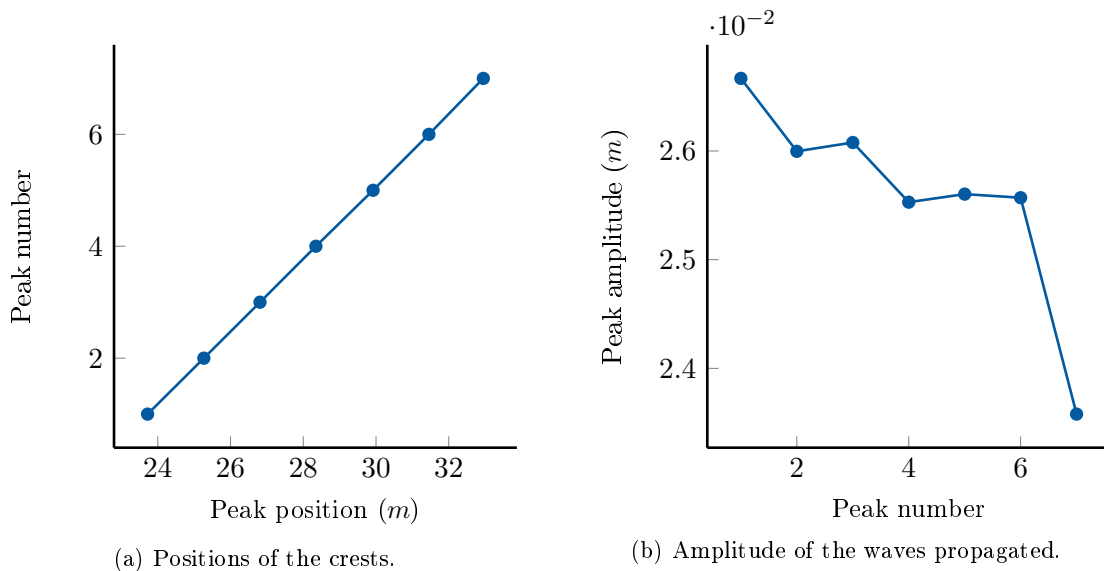 6
4
2
Peak number
24 26 28 30 32
Peak position (m)
(a) Positions of the crests.
·10⁻²
2.6
2.5
2.4
Peak amplitude (m)
2 4 6
Peak number
(b) Amplitude of the waves propagated.